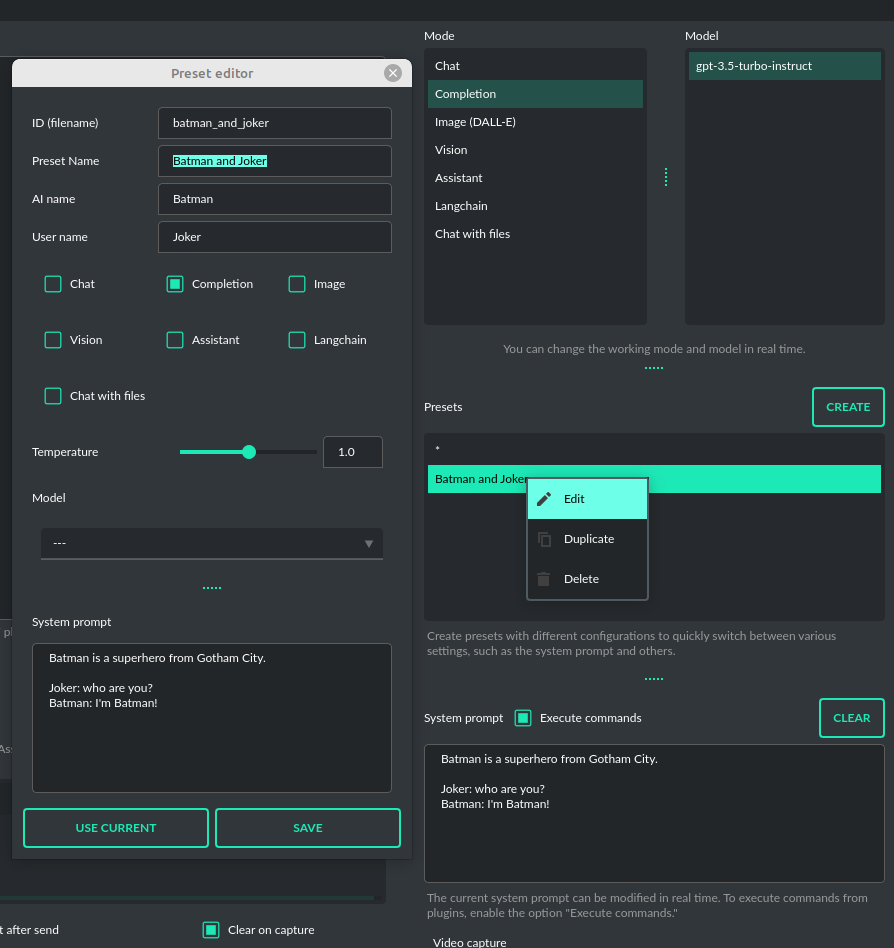 Preset editor
ID (filename)
batman_and_joker
Preset Name
Batman and Joker
AI name
Batman
User name
Joker
Chat
Completion
Image
Vision
Assistant
Langchain
Chat with files
Temperature
1.0
Model
---
System prompt
Batman is a superhero from Gotham City.
Joker: who are you?
Batman: I'm Batman!
USE CURRENT
SAVE
after send
Clear on capture
Mode
Chat
Completion
Image (DALL-E)
Vision
Assistant
Langchain
Chat with files
Model
gpt-3.5-turbo-instruct
You can change the working mode and model in real time.
Presets
CREATE
*
Batman and Joker
Edit
Duplicate
Delete
Create presets with different configurations to quickly switch between various
settings, such as the system prompt and others.
System prompt
Execute commands
CLEAR
Batman is a superhero from Gotham City.
Joker: who are you?
Batman: I'm Batman!
The current system prompt can be modified in real time. To execute commands from
plugins, enable the option "Execute commands."
Video capture